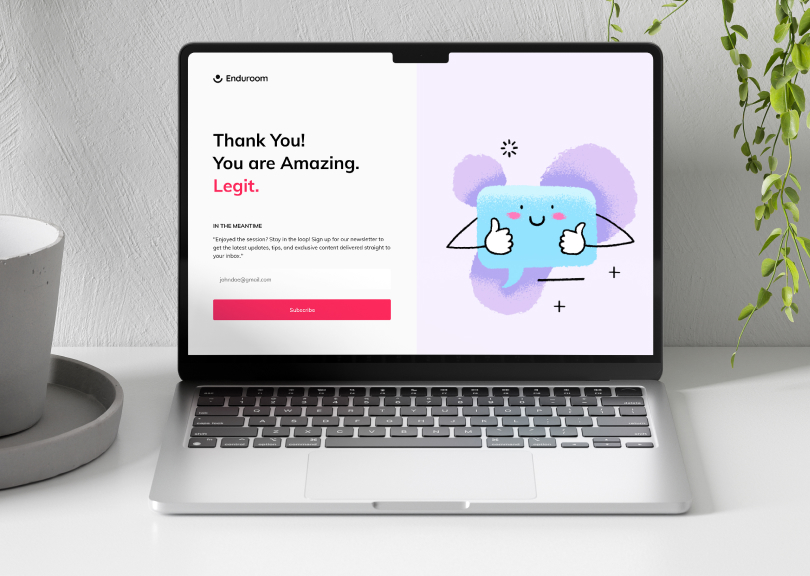 Enduroom
Thank You!
You are Amazing.
Legit.
IN THE MEANTIME
"Enjoyed the session? Stay in the loop! Sign up for our newsletter to
get the latest updates, tips, and exclusive content delivered straight to
your inbox."
johndoe@gmail.com
Subscribe
Q W E R T Y U I O P
A S D F G H J K L
Z X C V B N M